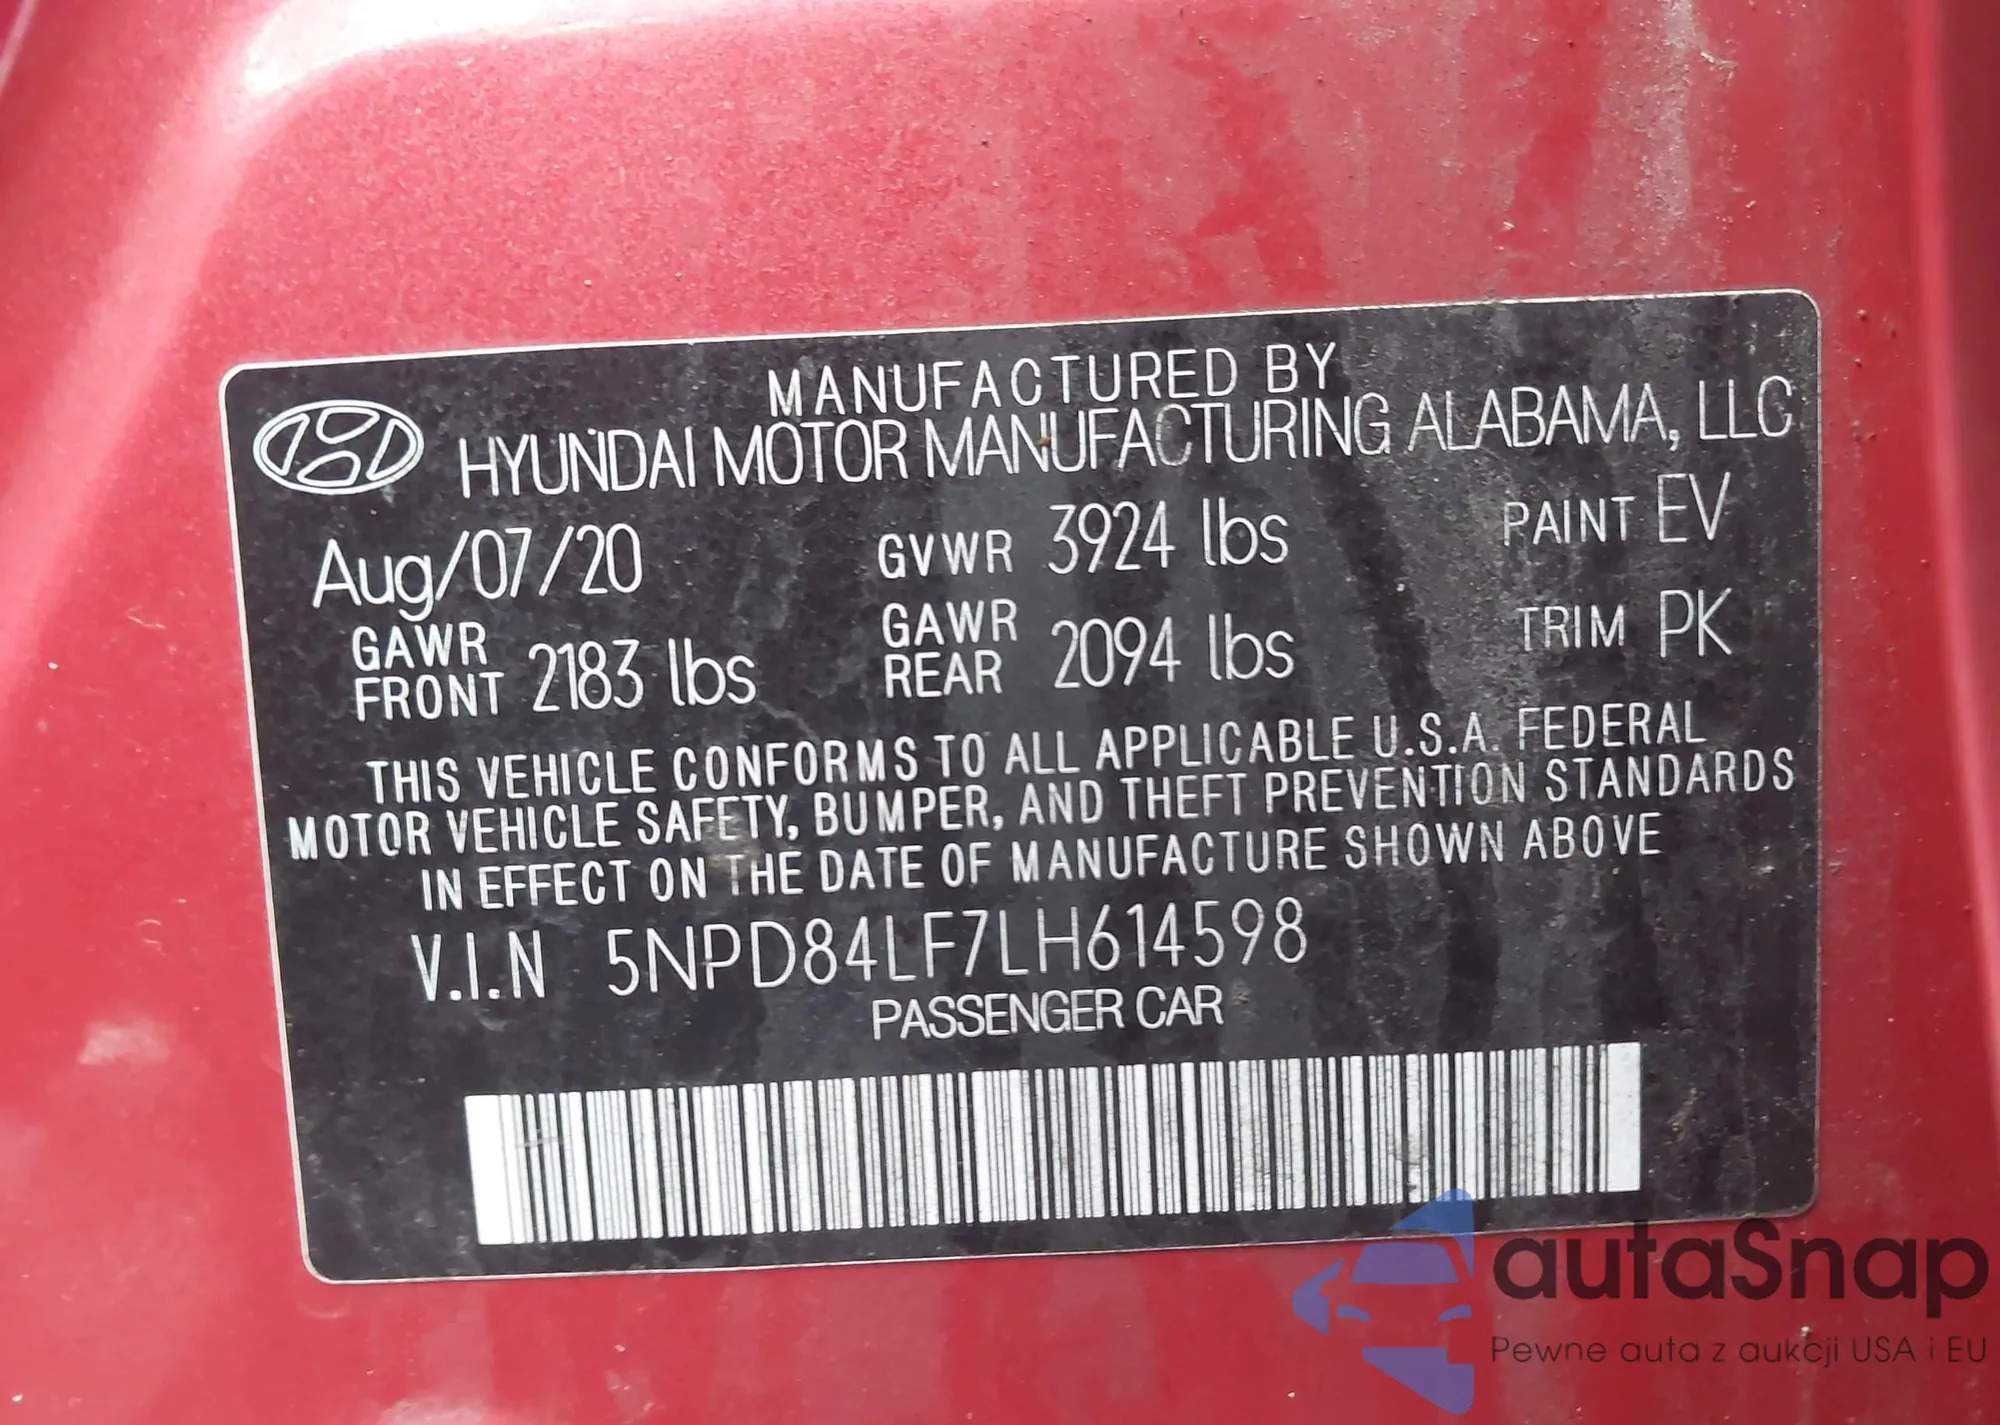 MANUFACTURED BY
HYUNDAI MOTOR MANUFACTURING ALABAMA, LLC
Aug/07/20 GVWR 3924 lbs PAINT EV
GAWR FRONT 2183 lbs GAWR REAR 2094 lbs TRIM PK
THIS VEHICLE CONFORMS TO ALL APPLICABLE U.S.A. FEDERAL
MOTOR VEHICLE SAFETY, BUMPER, AND THEFT PREVENTION STANDARDS
IN EFFECT ON THE DATE OF MANUFACTURE SHOWN ABOVE
V.I.N 5NPD84LF7LH614598
PASSENGER CAR
autaSnap
Pewne auta z aukcji USA i EU